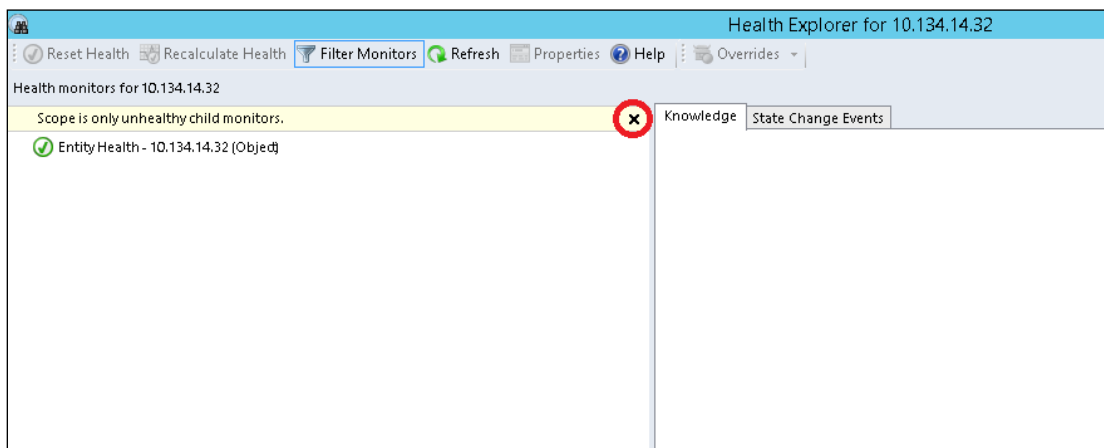 Health Explorer for 10.134.14.32
Reset Health Recalculate Health Filter Monitors Refresh Properties Help Overrides
Health monitors for 10.134.14.32
Scope is only unhealthy child monitors.
Knowledge State Change Events
Entity Health - 10.134.14.32 (Object)